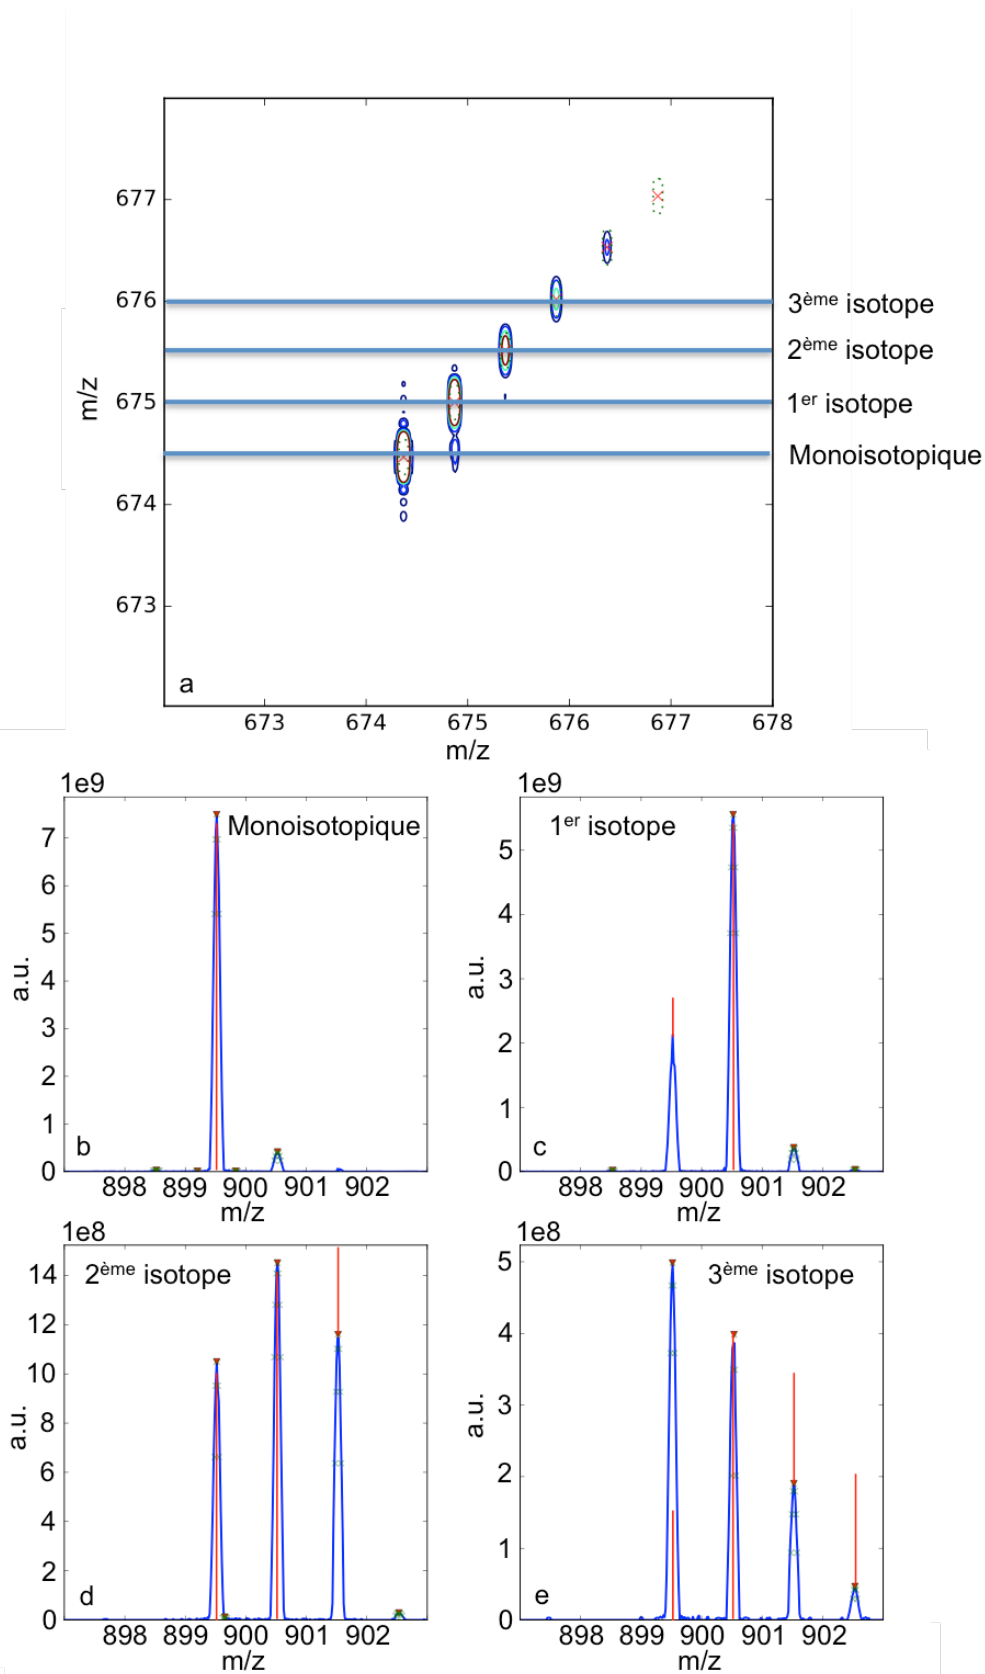 677
676
675
674
673
m/z
3ème isotope
2ème isotope
1er isotope
Monoisotopique
a
673 674 675 676 677 678
m/z
1e9
Monoisotopique
7
6
5
4
3
2
1
0
a.u.
b
898 899 900 901 902
m/z
1e9
1er isotope
5
4
3
2
1
0
a.u.
c
898 899 900 901 902
m/z
1e8
2ème isotope
14
12
10
8
6
4
2
0
a.u.
d
898 899 900 901 902
m/z
1e8
3ème isotope
5
4
3
2
1
0
a.u.
e
898 899 900 901 902
m/z